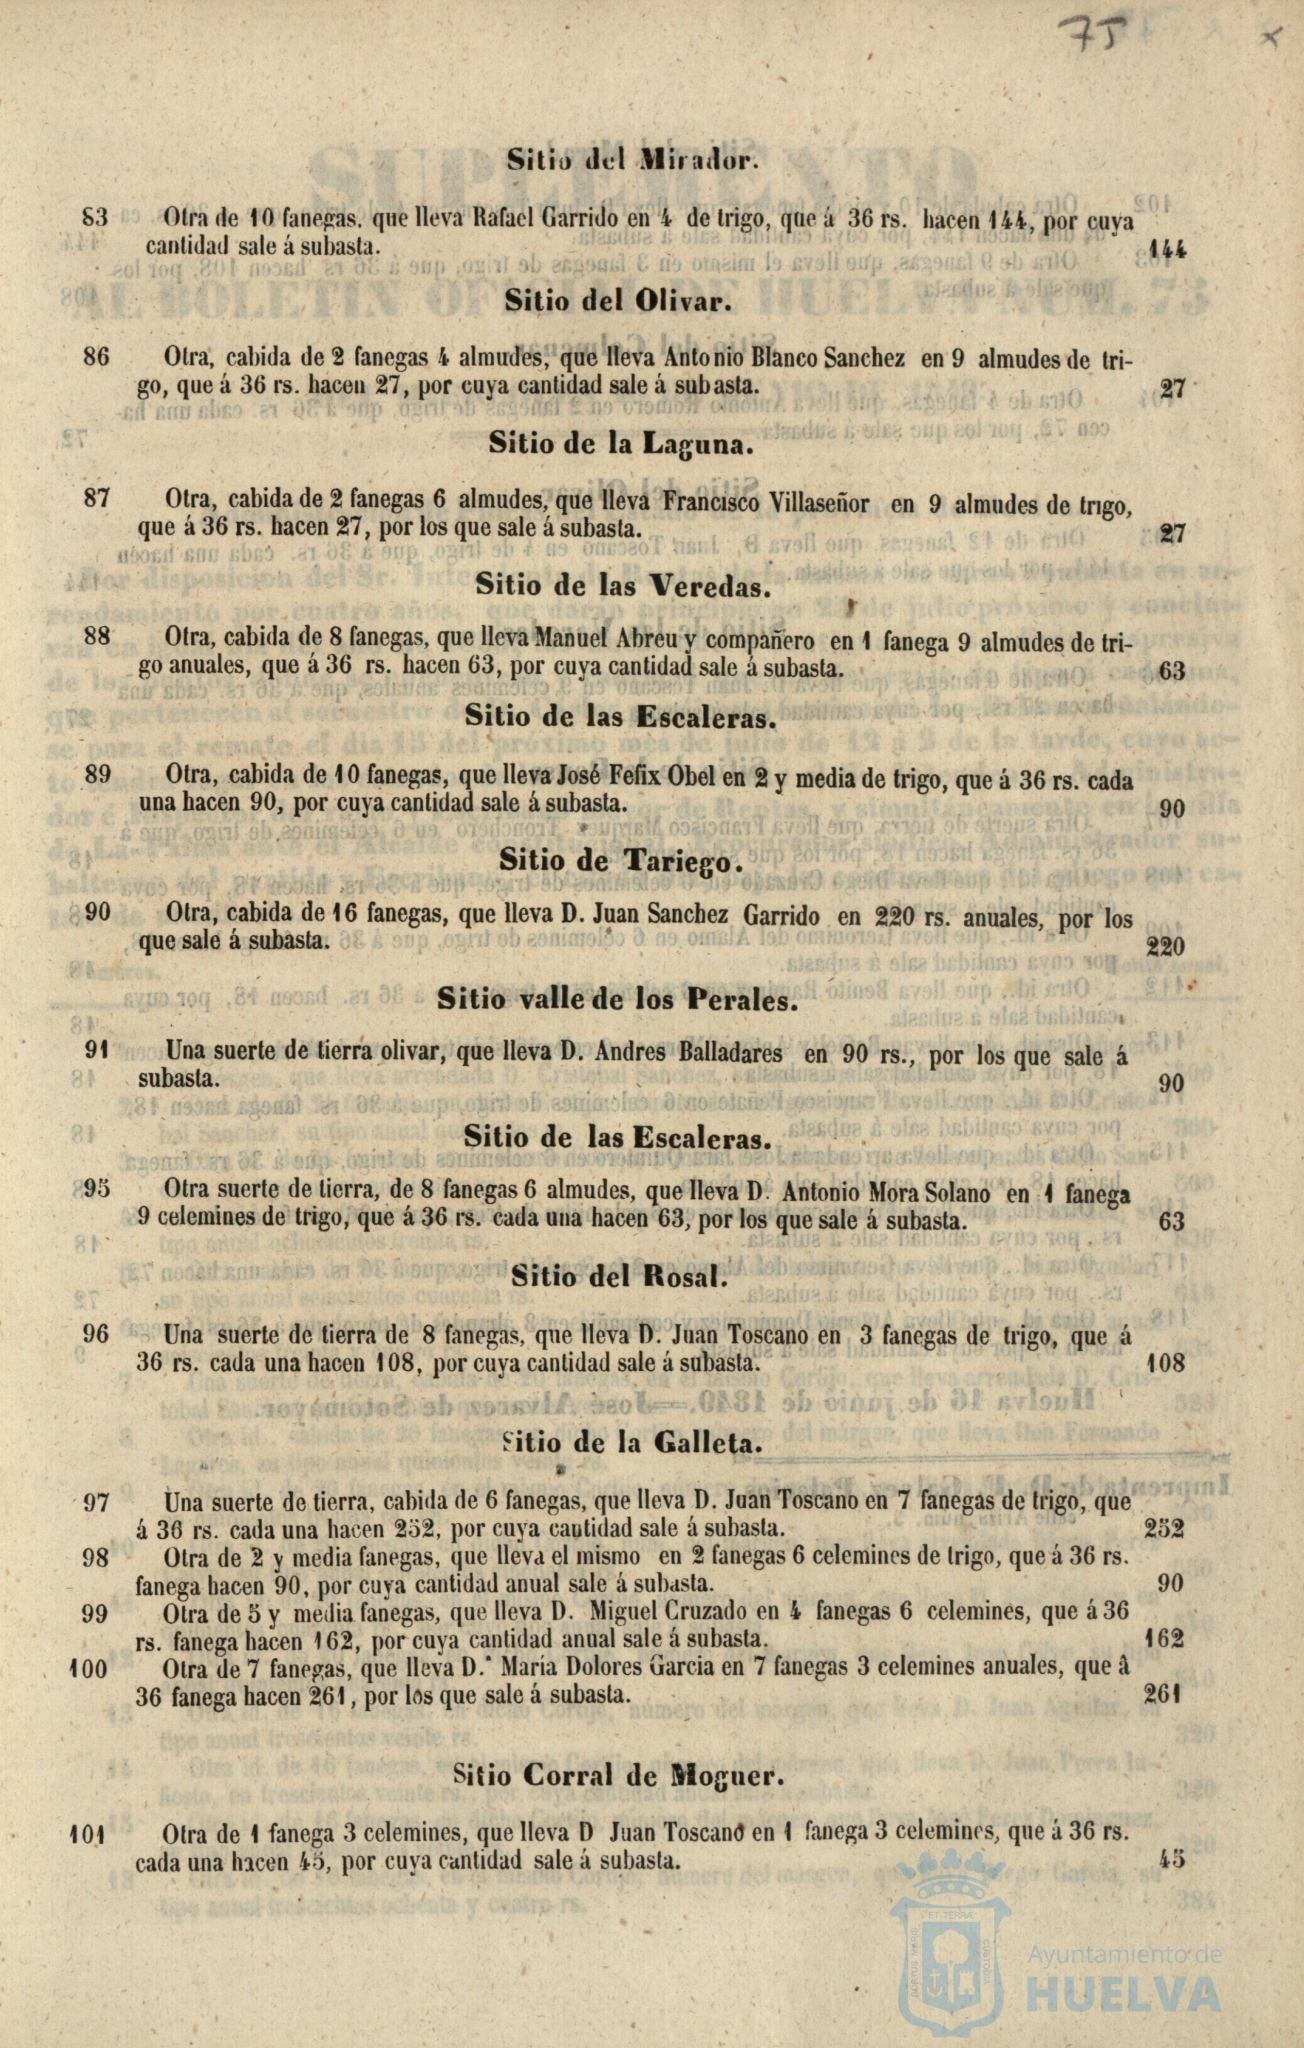 75 x
Sitio del Mirador.
83 Otra de 10 fanegas. que lleva Rafael Garrido en 4 de trigo, que á 36 rs. hacen 144, por cuya
cantidad sale á subasta. 144
Sitio del Olivar.
86 Otra, cabida de 2 fanegas 4 almudes, que lleva Antonio Blanco Sanchez en 9 almudes de tri-
go, que á 36 rs. hacen 27, por cuya cantidad sale á subasta. 27
Sitio de la Laguna.
87 Otra, cabida de 2 fanegas 6 almudes, que lleva Francisco Villaseñor en 9 almudes de trigo,
que á 36 rs. hacen 27, por los que sale á subasta. 27
Sitio de las Veredas.
88 Otra, cabida de 8 fanegas, que lleva Manuel Abreu y compañero en 1 fanega 9 almudes de tri-
go anuales, que á 36 rs. hacen 63, por cuya cantidad sale á subasta. 63
Sitio de las Escaleras.
89 Otra, cabida de 10 fanegas, que lleva José Felix Obel en 2 y media de trigo, que á 36 rs. cada
una hacen 90, por cuya cantidad sale á subasta. 90
Sitio de Tariego.
90 Otra, cabida de 16 fanegas, que lleva D. Juan Sanchez Garrido en 220 rs. anuales, por los
que sale á subasta. 220
Sitio valle de los Perales.
91 Una suerte de tierra olivar, que lleva D. Andres Balladares en 90 rs., por los que sale á
subasta. 90
Sitio de las Escaleras.
95 Otra suerte de tierra, de 8 fanegas 6 almudes, que lleva D. Antonio Mora Solano en 1 fanega
9 celemines de trigo, que á 36 rs. cada una hacen 63, por los que sale á subasta. 63
Sitio del Rosal.
96 Una suerte de tierra de 8 fanegas, que lleva D. Juan Toscano en 3 fanegas de trigo, que á
36 rs. cada una hacen 108, por cuya cantidad sale á subasta. 108
Sitio de la Galleta.
97 Una suerte de tierra, cabida de 6 fanegas, que lleva D. Juan Toscano en 7 fanegas de trigo, que
á 36 rs. cada una hacen 252, por cuya cantidad sale á subasta. 252
98 Otra de 2 y media fanegas, que lleva el mismo en 2 fanegas 6 celemines de trigo, que á 36 rs.
fanega hacen 90, por cuya cantidad anual sale á subasta. 90
99 Otra de 5 y media fanegas, que lleva D. Miguel Cruzado en 4 fanegas 6 celemines, que á 36
rs. fanega hacen 162, por cuya cantidad anual sale á subasta. 162
100 Otra de 7 fanegas, que lleva D.ª María Dolores Garcia en 7 fanegas 3 celemines anuales, que á
36 fanega hacen 261, por los que sale á subasta. 261
Sitio Corral de Moguer.
101 Otra de 1 fanega 3 celemines, que lleva D Juan Toscano en 1 fanega 3 celemines, que á 36 rs.
cada una hacen 45, por cuya cantidad sale á subasta. 45
PORTUS MARIS ET TERRÆ CUSTODIA
Ayuntamiento de
HUELVA